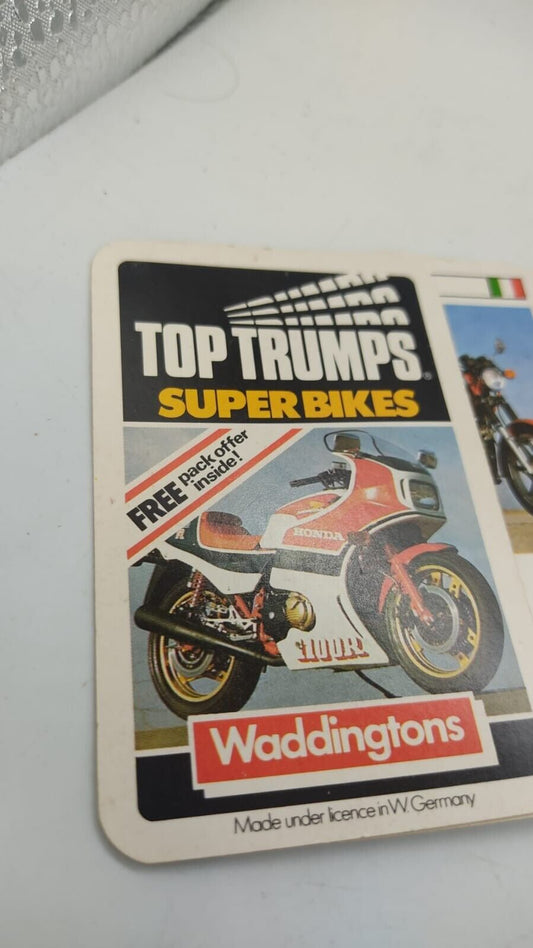 TOP TRUMPS®
SUPER BIKES
FREE pack offer
inside!
HONDA
1100R
Waddingtons
Made under licence in W. Germany